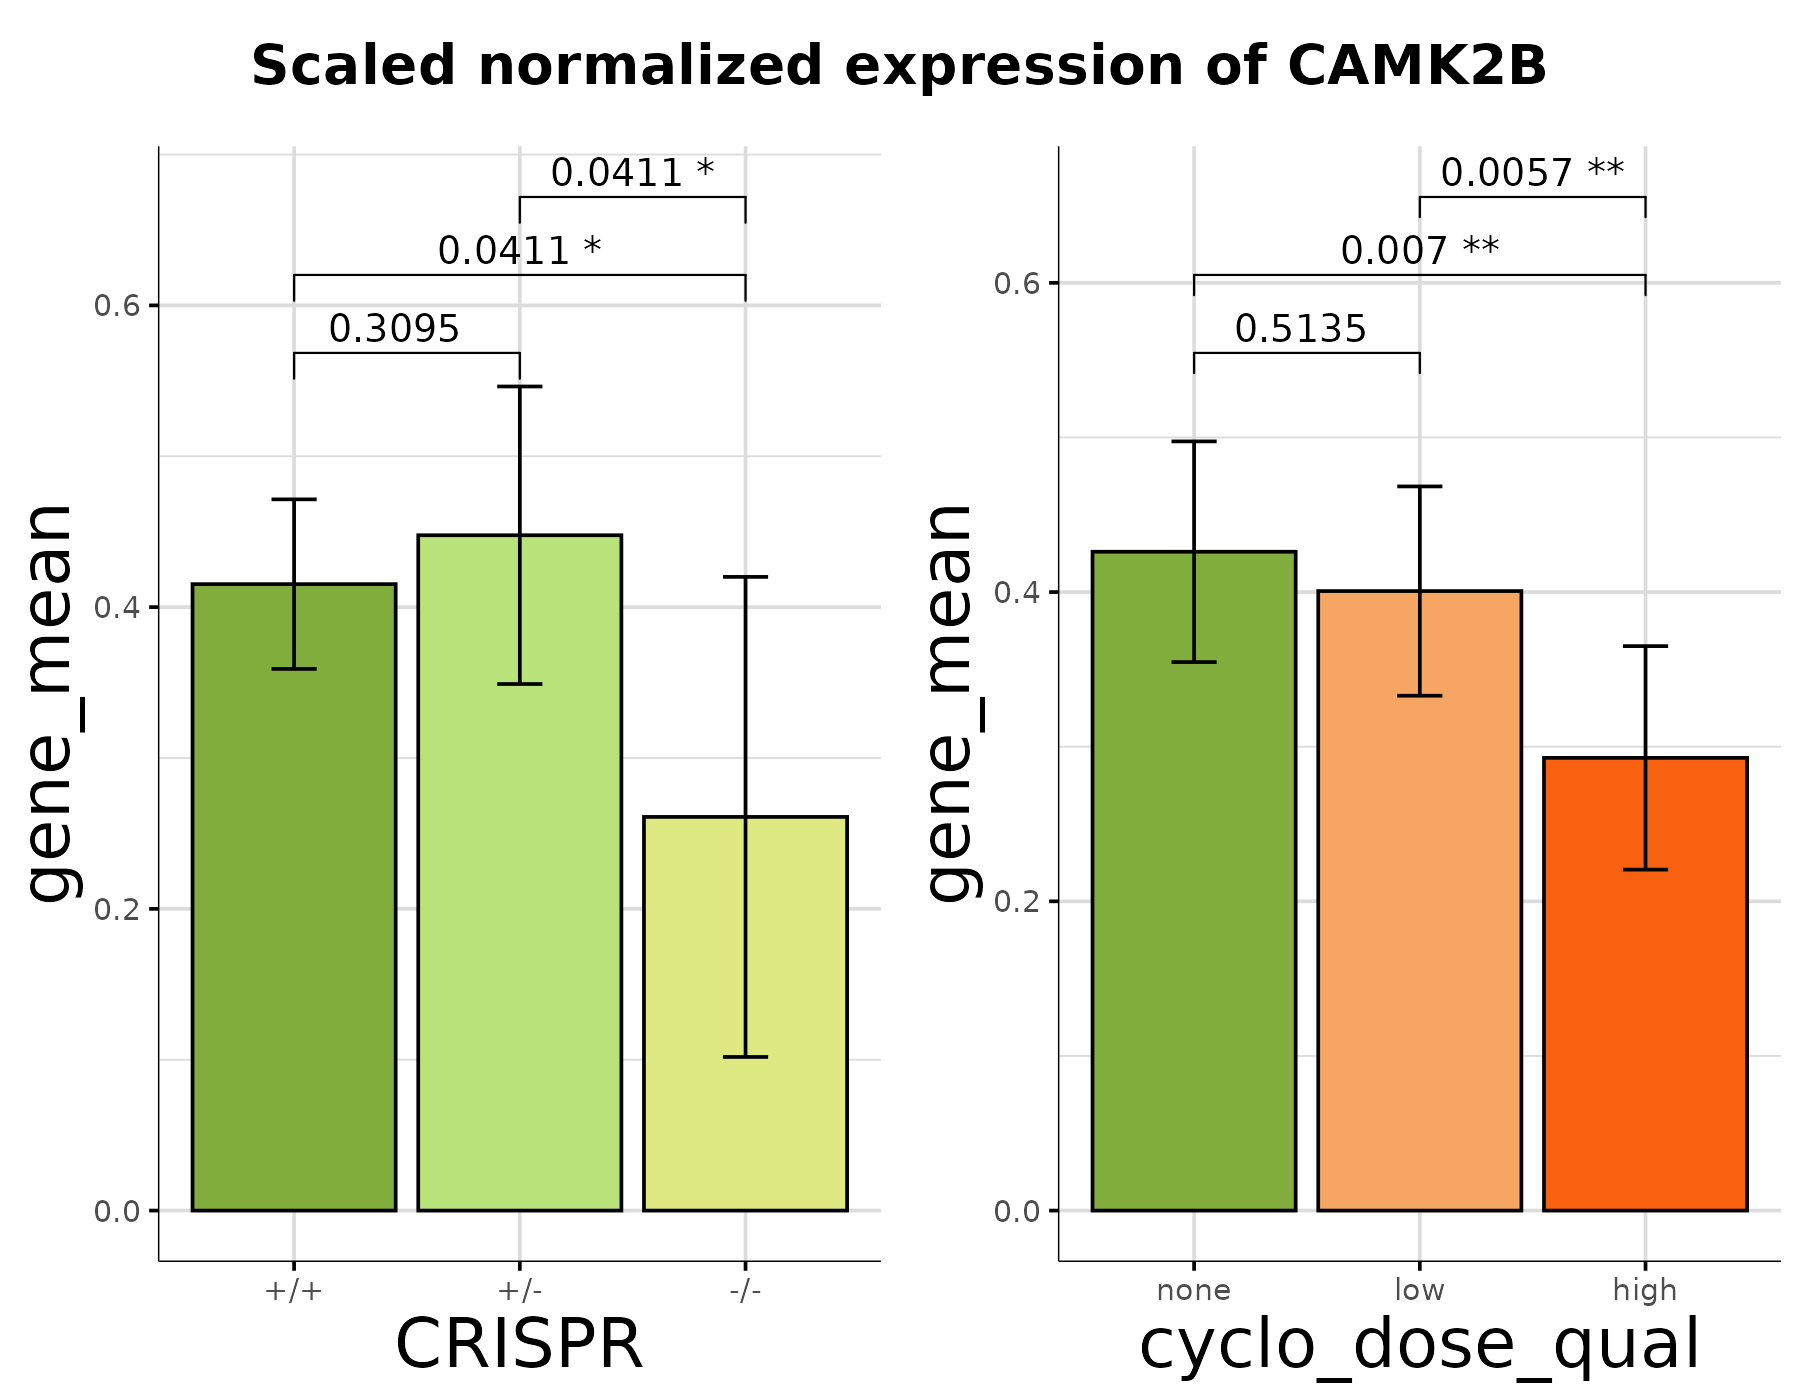 Scaled normalized expression of CAMK2B
gene_mean
0.6
0.4
0.2
0.0
0.0411 *
0.0411 *
0.3095
+/+
+/-
-/-
CRISPR
gene_mean
0.6
0.4
0.2
0.0
0.0057 **
0.007 **
0.5135
none
low
high
cyclo_dose_qual